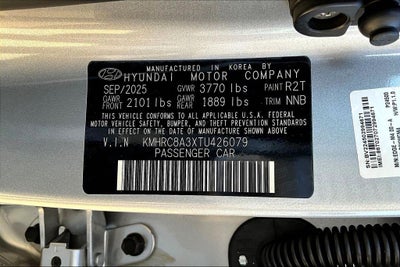 MANUFACTURED IN KOREA BY
HYUNDAI MOTOR COMPANY
SEP/2025 GVWR 3770 lbs PAINT R2T
GAWR FRONT 2101 lbs GAWR REAR 1889 lbs TRIM NNB
THIS VEHICLE CONFORMS TO ALL APPLICABLE U.S. FEDERAL
MOTOR VEHICLE SAFETY, BUMPER, AND THEFT PREVENTION
STANDARDS IN EFFECT ON THE DATE OF MANUFACTURE
SHOWN ABOVE.
V.I.N KMHRC8A3XTU426079
PASSENGER CAR